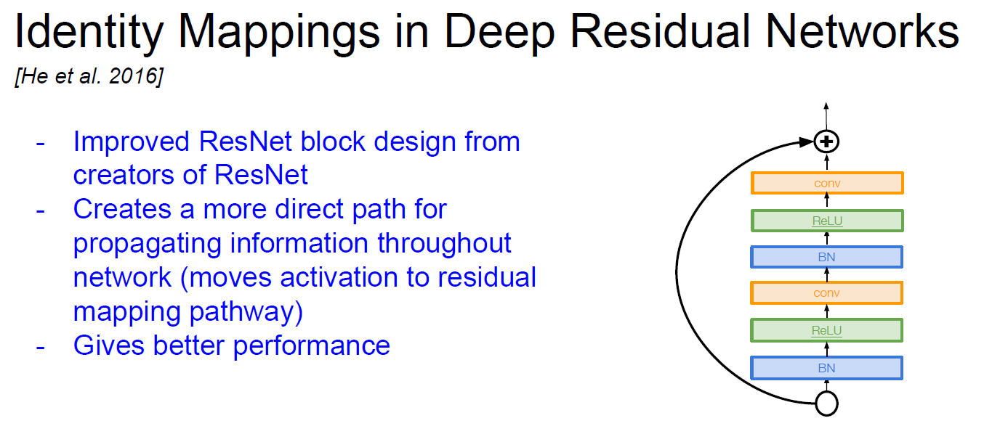 Identity Mappings in Deep Residual Networks
[He et al. 2016]
- Improved ResNet block design from
creators of ResNet
- Creates a more direct path for
propagating information throughout
network (moves activation to residual
mapping pathway)
- Gives better performance
conv
ReLU
BN
conv
ReLU
BN